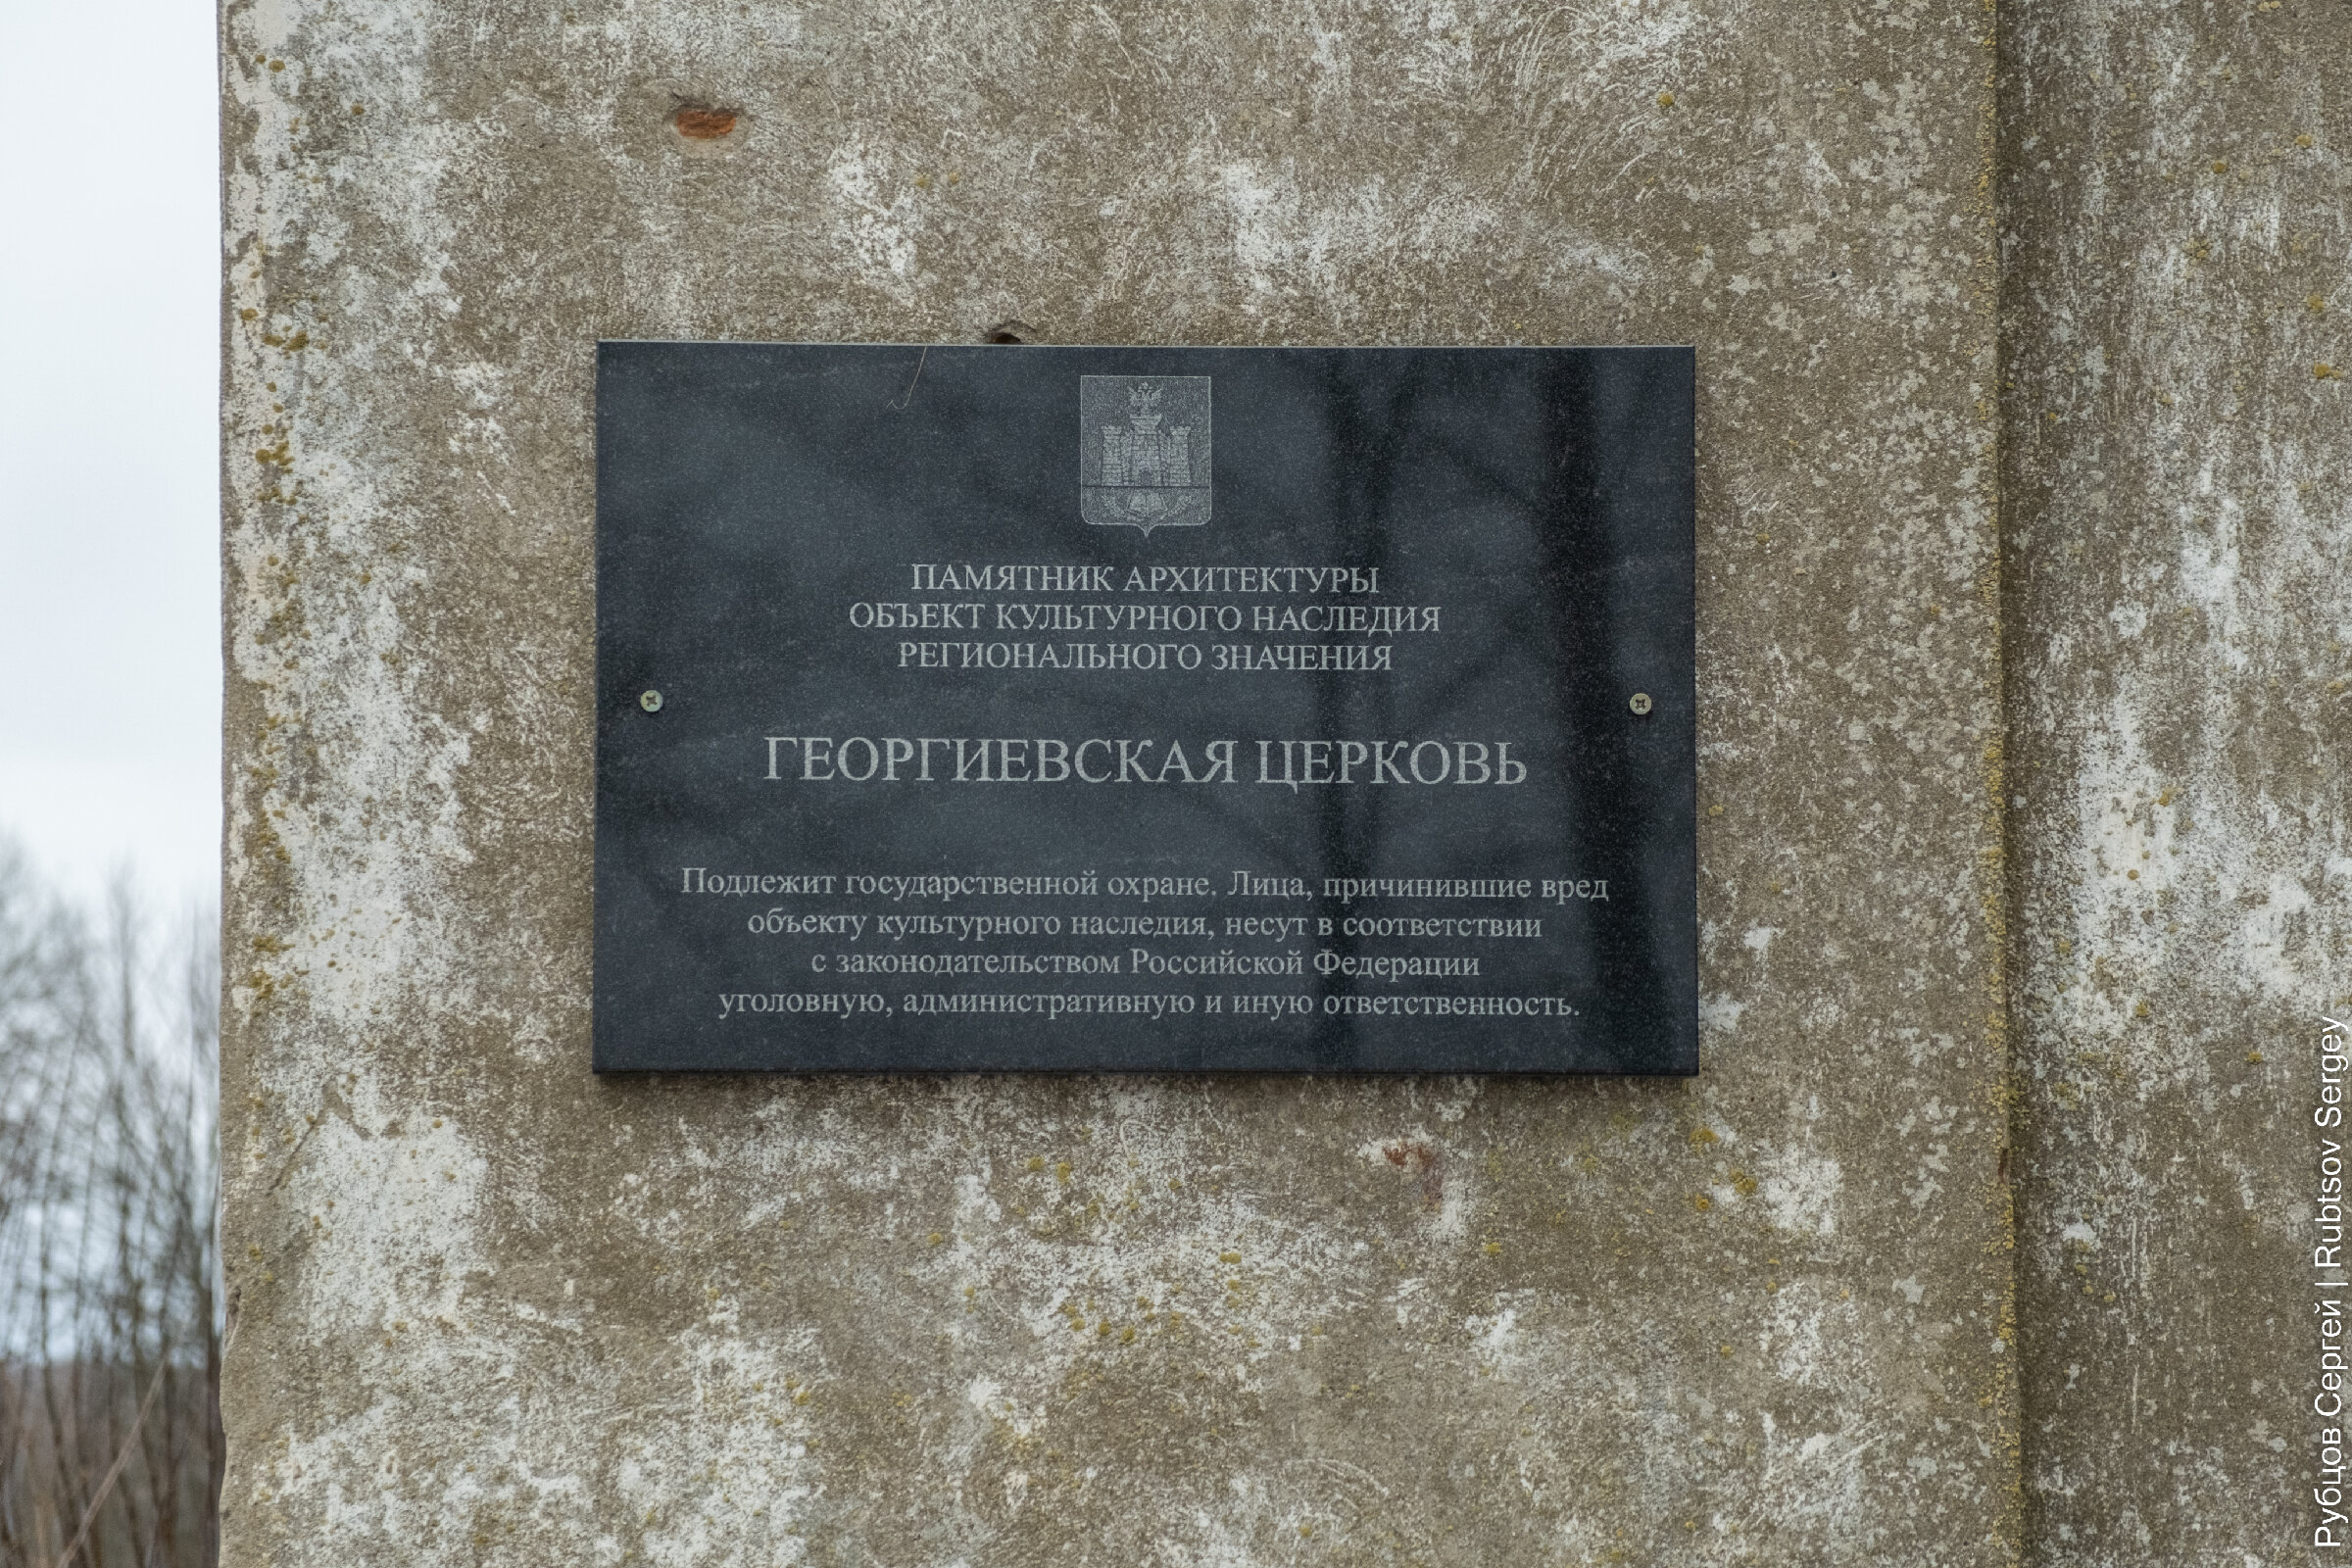 ПАМЯТНИК АРХИТЕКТУРЫ
ОБЪЕКТ КУЛЬТУРНОГО НАСЛЕДИЯ
РЕГИОНАЛЬНОГО ЗНАЧЕНИЯ
ГЕОРГИЕВСКАЯ ЦЕРКОВЬ
Подлежит государственной охране. Лица, причинившие вред
объекту культурного наследия, несут в соответствии
с законодательством Российской Федерации
уголовную, административную и иную ответственность.
Рубцов Сергей | Rubtsov Sergey